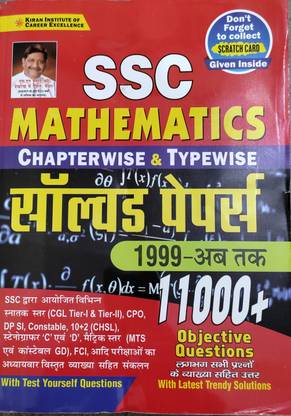 KIRAN INSTITUTE OF
CAREER EXCELLENCE
Don't
Forget to
collect
SCRATCH CARD
Given Inside
SSC
MATHEMATICS
CHAPTERWISE & TYPEWISE
सॉल्वड पेपर्स
1999-अब तक
11000+
SSC द्वारा आयोजित विभिन्न
स्नातक स्तर (CGL Tier-I & Tier-II), CPO,
DP SI, Constable, 10+2 (CHSL),
स्टेनोग्राफर 'C' एवं 'D', मैट्रिक स्तर (MTS
एवं कांस्टेबल GD), FCI, आदि परीक्षाओं का
अध्यायवार विस्तृत व्याख्या सहित संकलन
Objective
Questions
लगभग सभी प्रश्नों
के व्याख्या सहित उत्तर
With Test Yourself Questions
With Latest Trendy Solutions